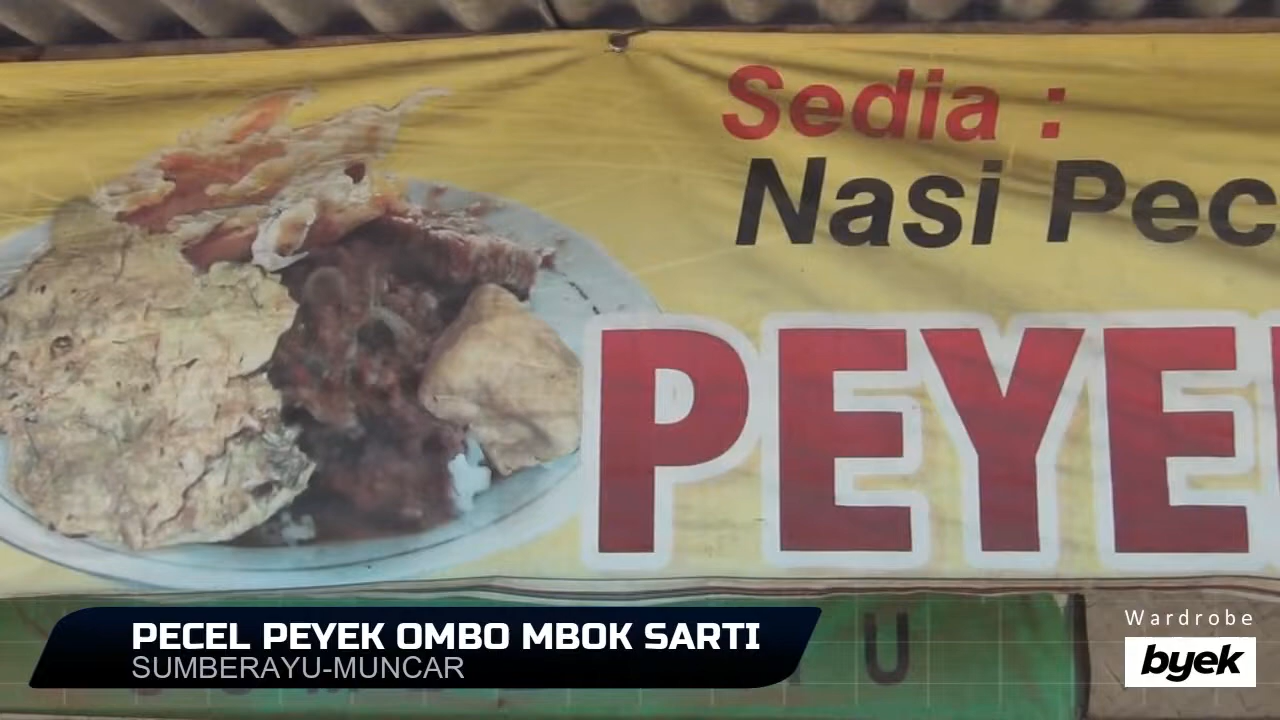 Sedia :
Nasi Pec
PEYE
PECEL PEYEK OMBO MBOK SARTI
SUMBERAYU-MUNCAR
U
Wardrobe
byek